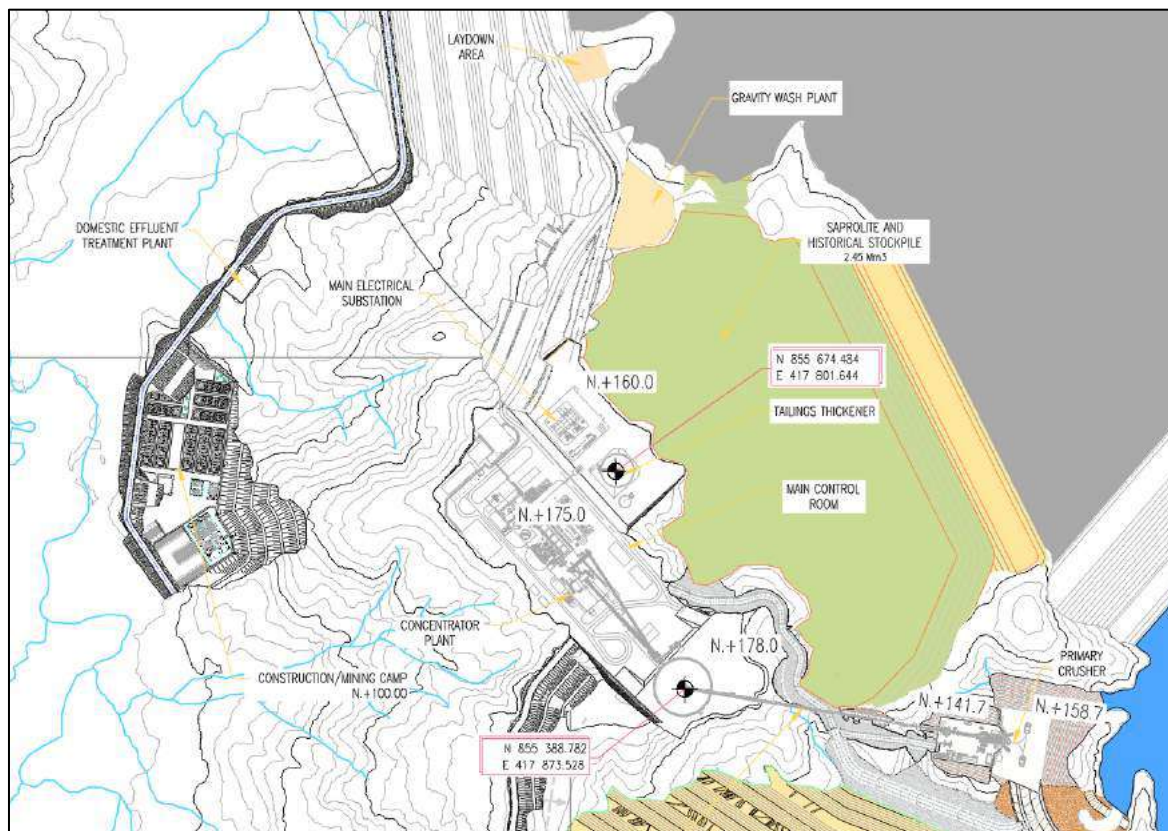 LAYDOWN
AREA
GRAVITY WASH PLANT
DOMESTIC EFFLUENT
TREATMENT PLANT
SAPROLITE AND
HISTORICAL STOCKPILE
2.45 Mm3
MAIN ELECTRICAL
SUBSTATION
N 855 674.484
E 417 801.644
N.+160.0
TAILINGS THICKENER
MAIN CONTROL
ROOM
N.+175.0
CONCENTRATOR
PLANT
N.+178.0
PRIMARY
CRUSHER
CONSTRUCTION/MINING CAMP
N.+100.00
N.+141.7
N.+158.7
N 855 388.782
E 417 873.528